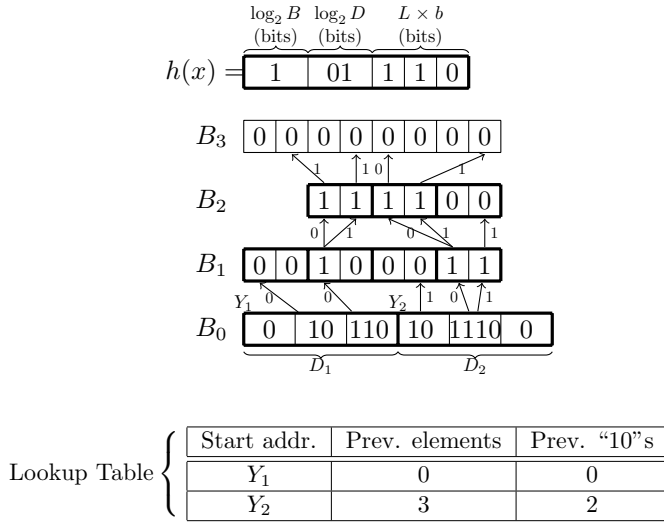 log₂ B log₂ D L × b
(bits) (bits) (bits)
h(x) = 1 01 1 1 0
B₃ 0 0 0 0 0 0 0 0
1 1 0 1
B₂ 1 1 1 1 0 0
0 1 0 1 1
B₁ 0 0 1 0 0 0 1 1
Y₁ 0 0 Y₂ 1 0 1
B₀ 0 10 110 10 1110 0
D₁ D₂
Start addr. Prev. elements Prev. “10”s
Lookup Table
Y₁ 0 0
Y₂ 3 2